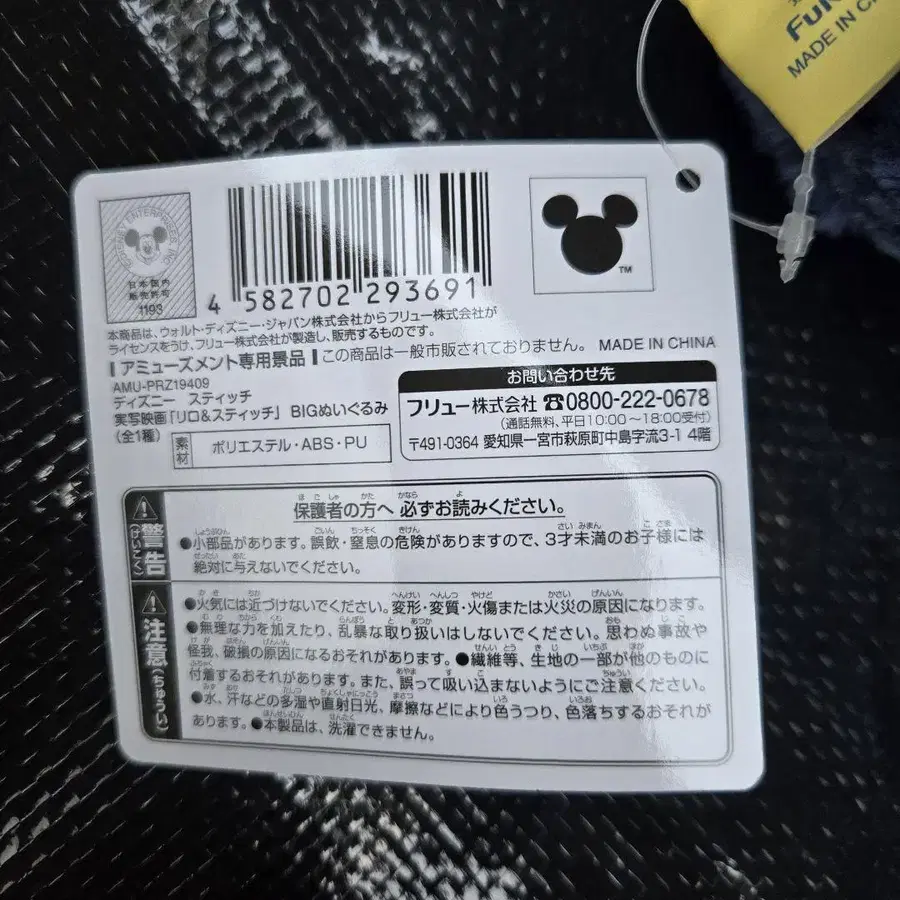 FuR
MADE IN C
ENTERPRISES, INC
日本国内
販売許可
1193
4 582702 293691
TM
本商品は、ウォルト・ディズニー・ジャパン株式会社からフリュー株式会社が
ライセンスをうけ、フリュー株式会社が製造し、販売するものです。
アミューズメント専用景品 この商品は一般市販されておりません。 MADE IN CHINA
AMU-PRZ19409
ディズニー スティッチ
実写映画「リロ&スティッチ」 BIGぬいぐるみ
(全1種)
素材 ポリエステル・ABS・PU
お問い合わせ先
フリュー株式会社 ☎0800-222-0678
(通話無料、平日10:00~18:00受付)
〒491-0364 愛知県一宮市萩原町中島字流3-1 4階
警告(けいこく)
保護者の方へ 必ずお読みください。
●小部品があります。誤飲・窒息の危険がありますので、3才未満のお子様には
絶対に与えないでください。
注意(ちゅうい)
●火気には近づけないでください。変形・変質・火傷または火災の原因になります。
●無理な力を加えたり、乱暴な取り扱いはしないでください。思わぬ事故や
怪我、破損の原因になるおそれがあります。●繊維等、生地の一部が他のものに
付着するおそれがあります。また、誤って吸い込まないようにご注意ください。
●水、汗などの多湿や直射日光、摩擦などにより色うつり、色落ちするおそれが
あります。●本製品は、洗濯できません。